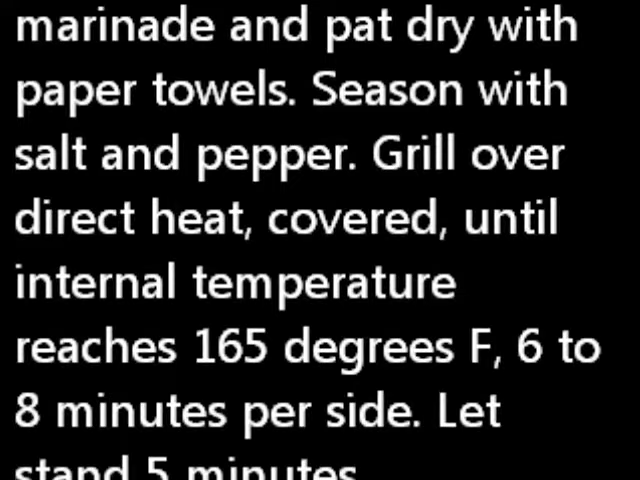 marinade and pat dry with
paper towels. Season with
salt and pepper. Grill over
direct heat, covered, until
internal temperature
reaches 165 degrees F, 6 to
8 minutes per side. Let
stand 5 minutes